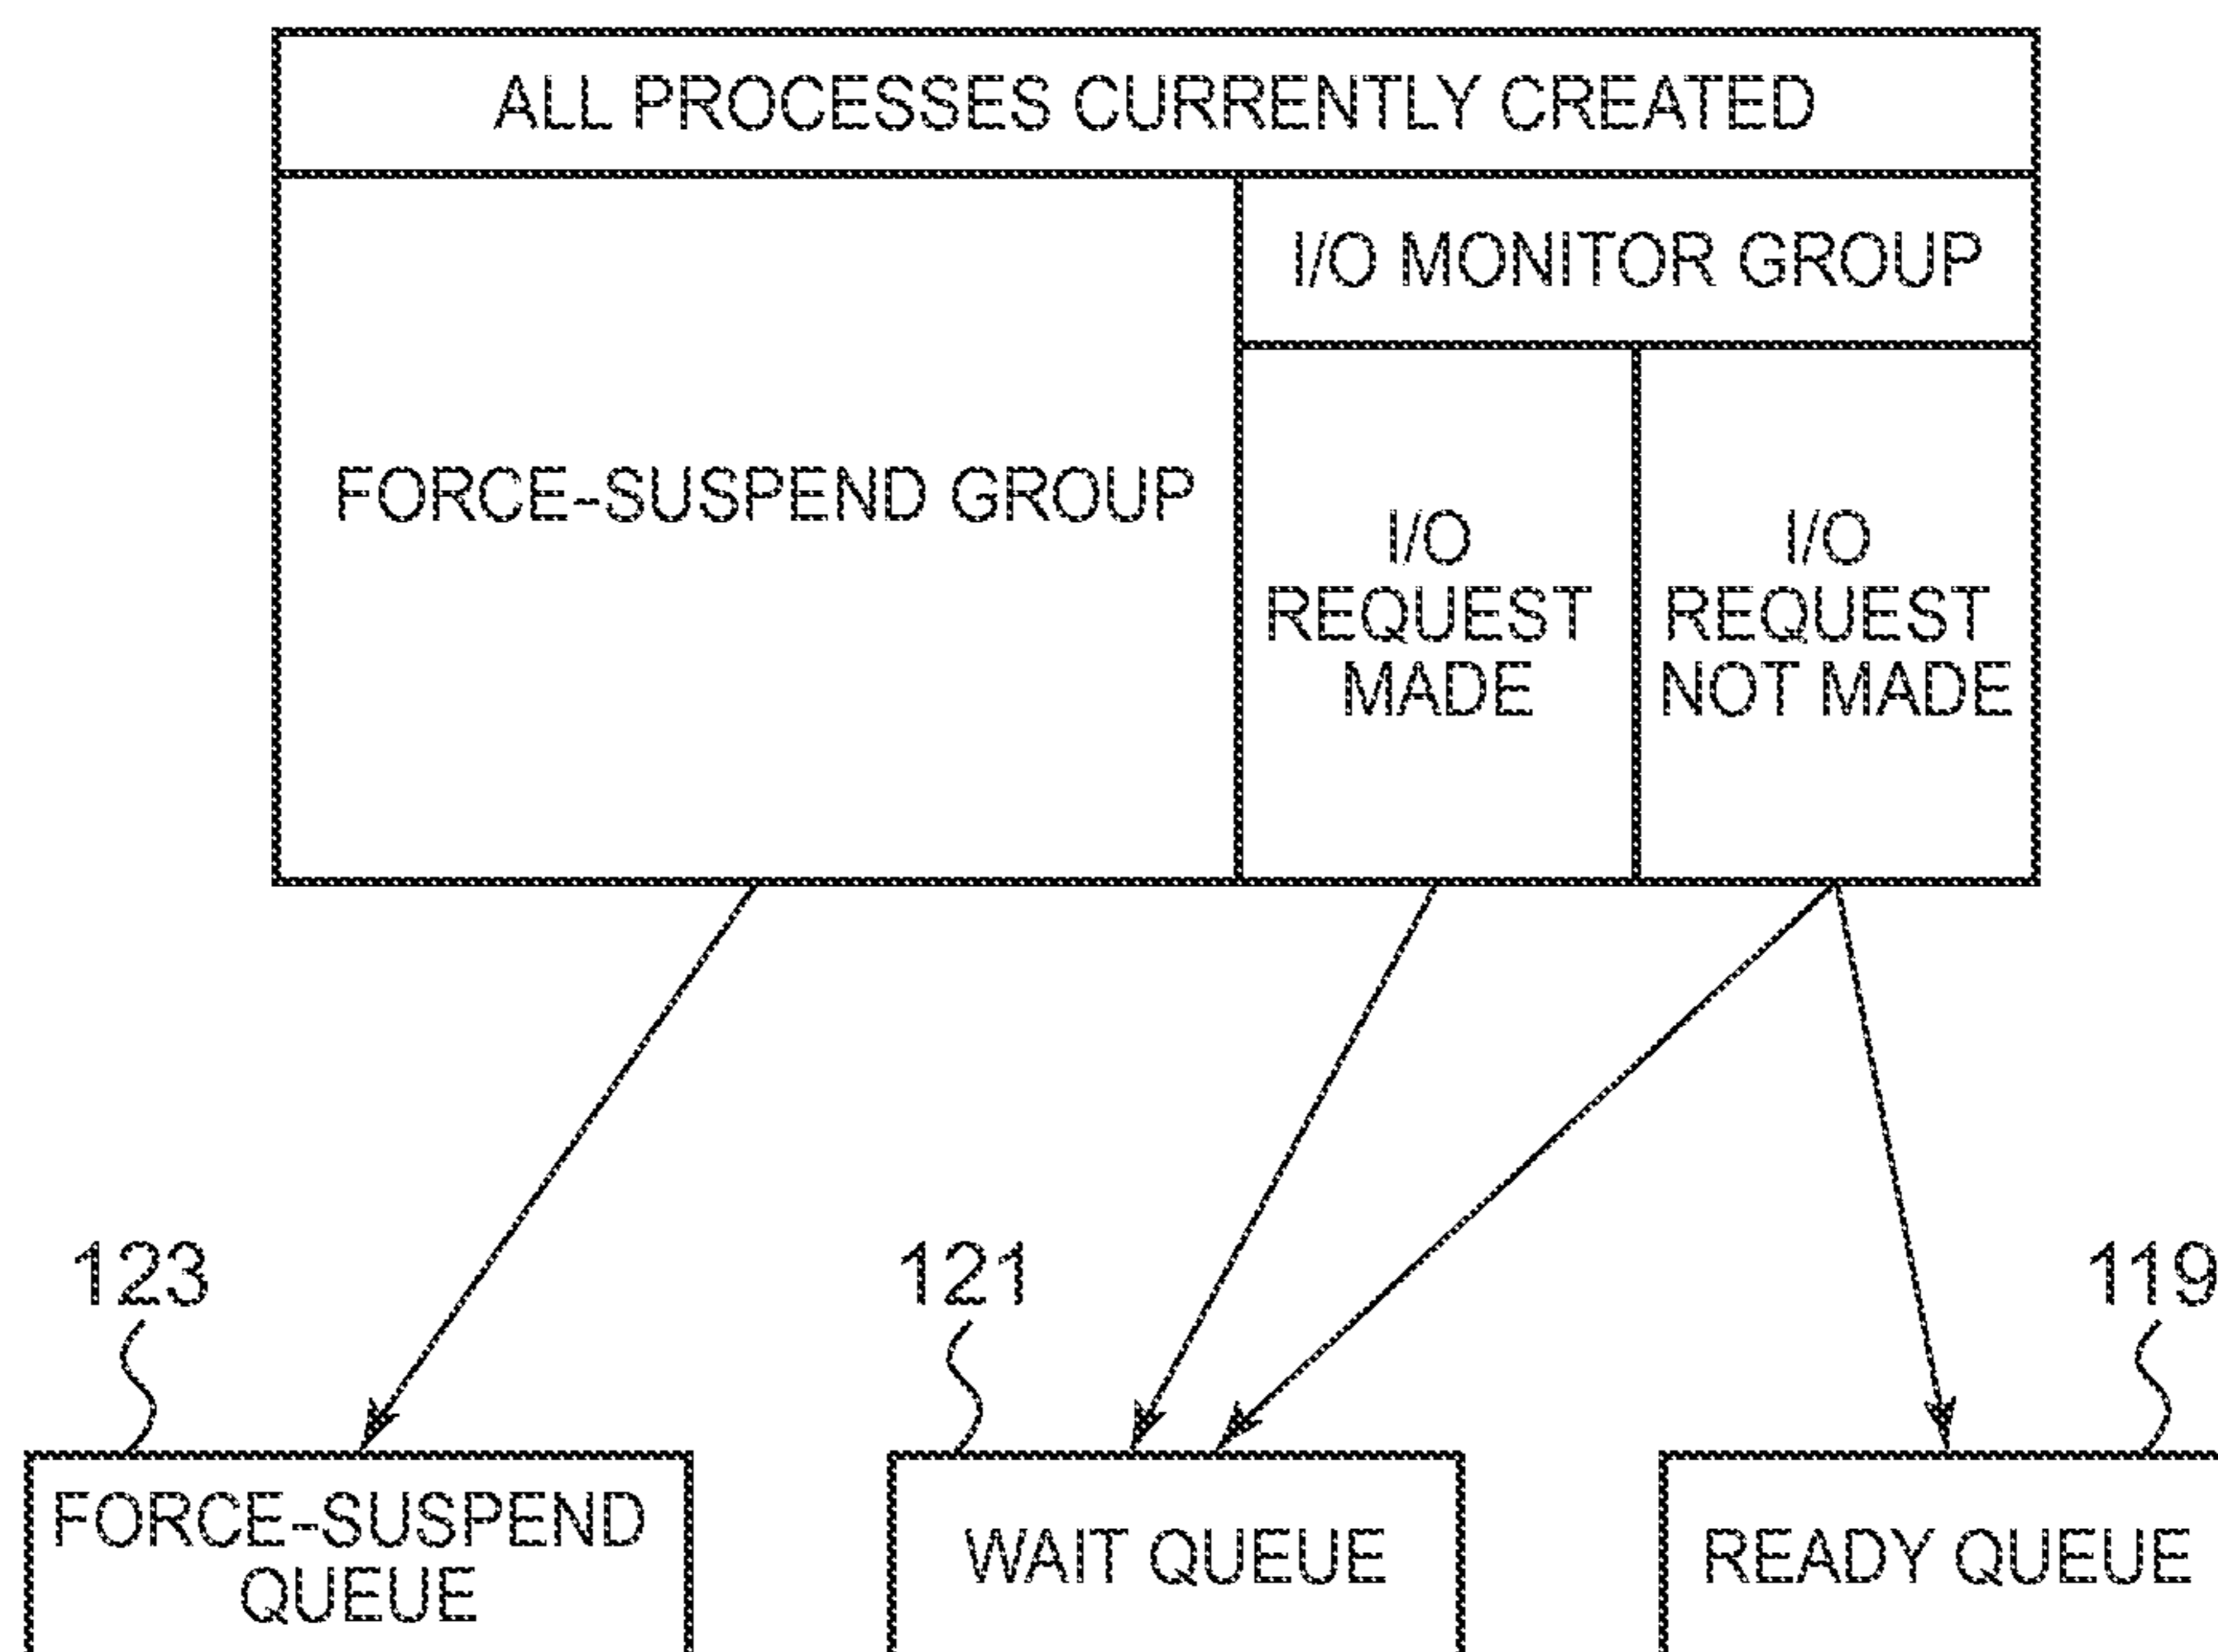 ALL PROCESSES CURRENTLY CREATED
I/O MONITOR GROUP
FORCE-SUSPEND GROUP
I/O
REQUEST
MADE
I/O
REQUEST
NOT MADE
123
121
119
FORCE-SUSPEND
QUEUE
WAIT QUEUE
READY QUEUE